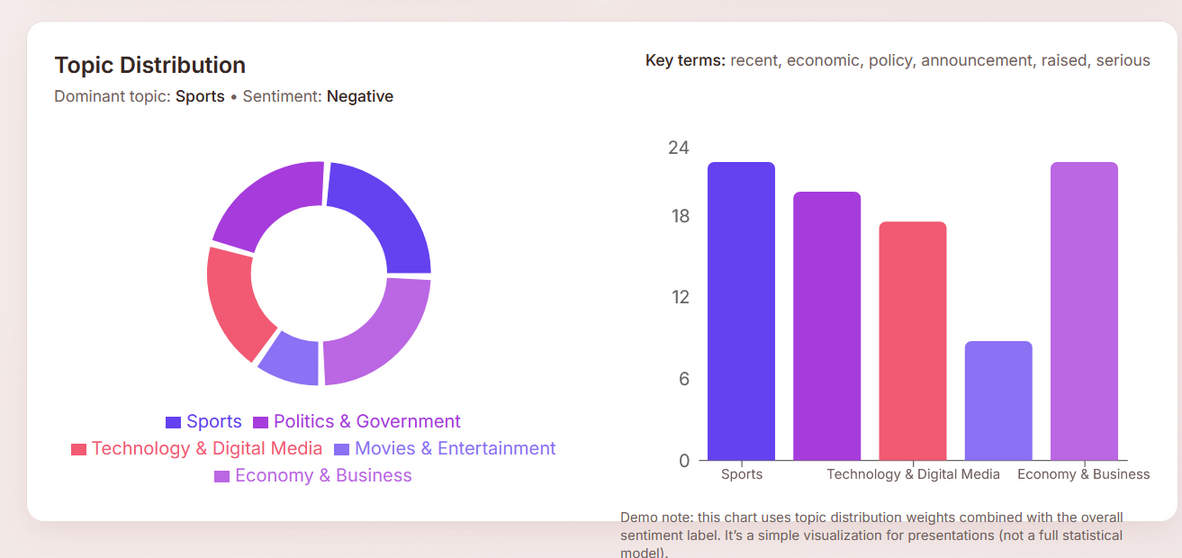 Topic Distribution
Dominant topic: Sports • Sentiment: Negative
Key terms: recent, economic, policy, announcement, raised, serious
Sports Politics & Government
Technology & Digital Media Movies & Entertainment
Economy & Business
24
18
12
6
0
Sports Technology & Digital Media Economy & Business
Demo note: this chart uses topic distribution weights combined with the overall
sentiment label. It’s a simple visualization for presentations (not a full statistical
model).